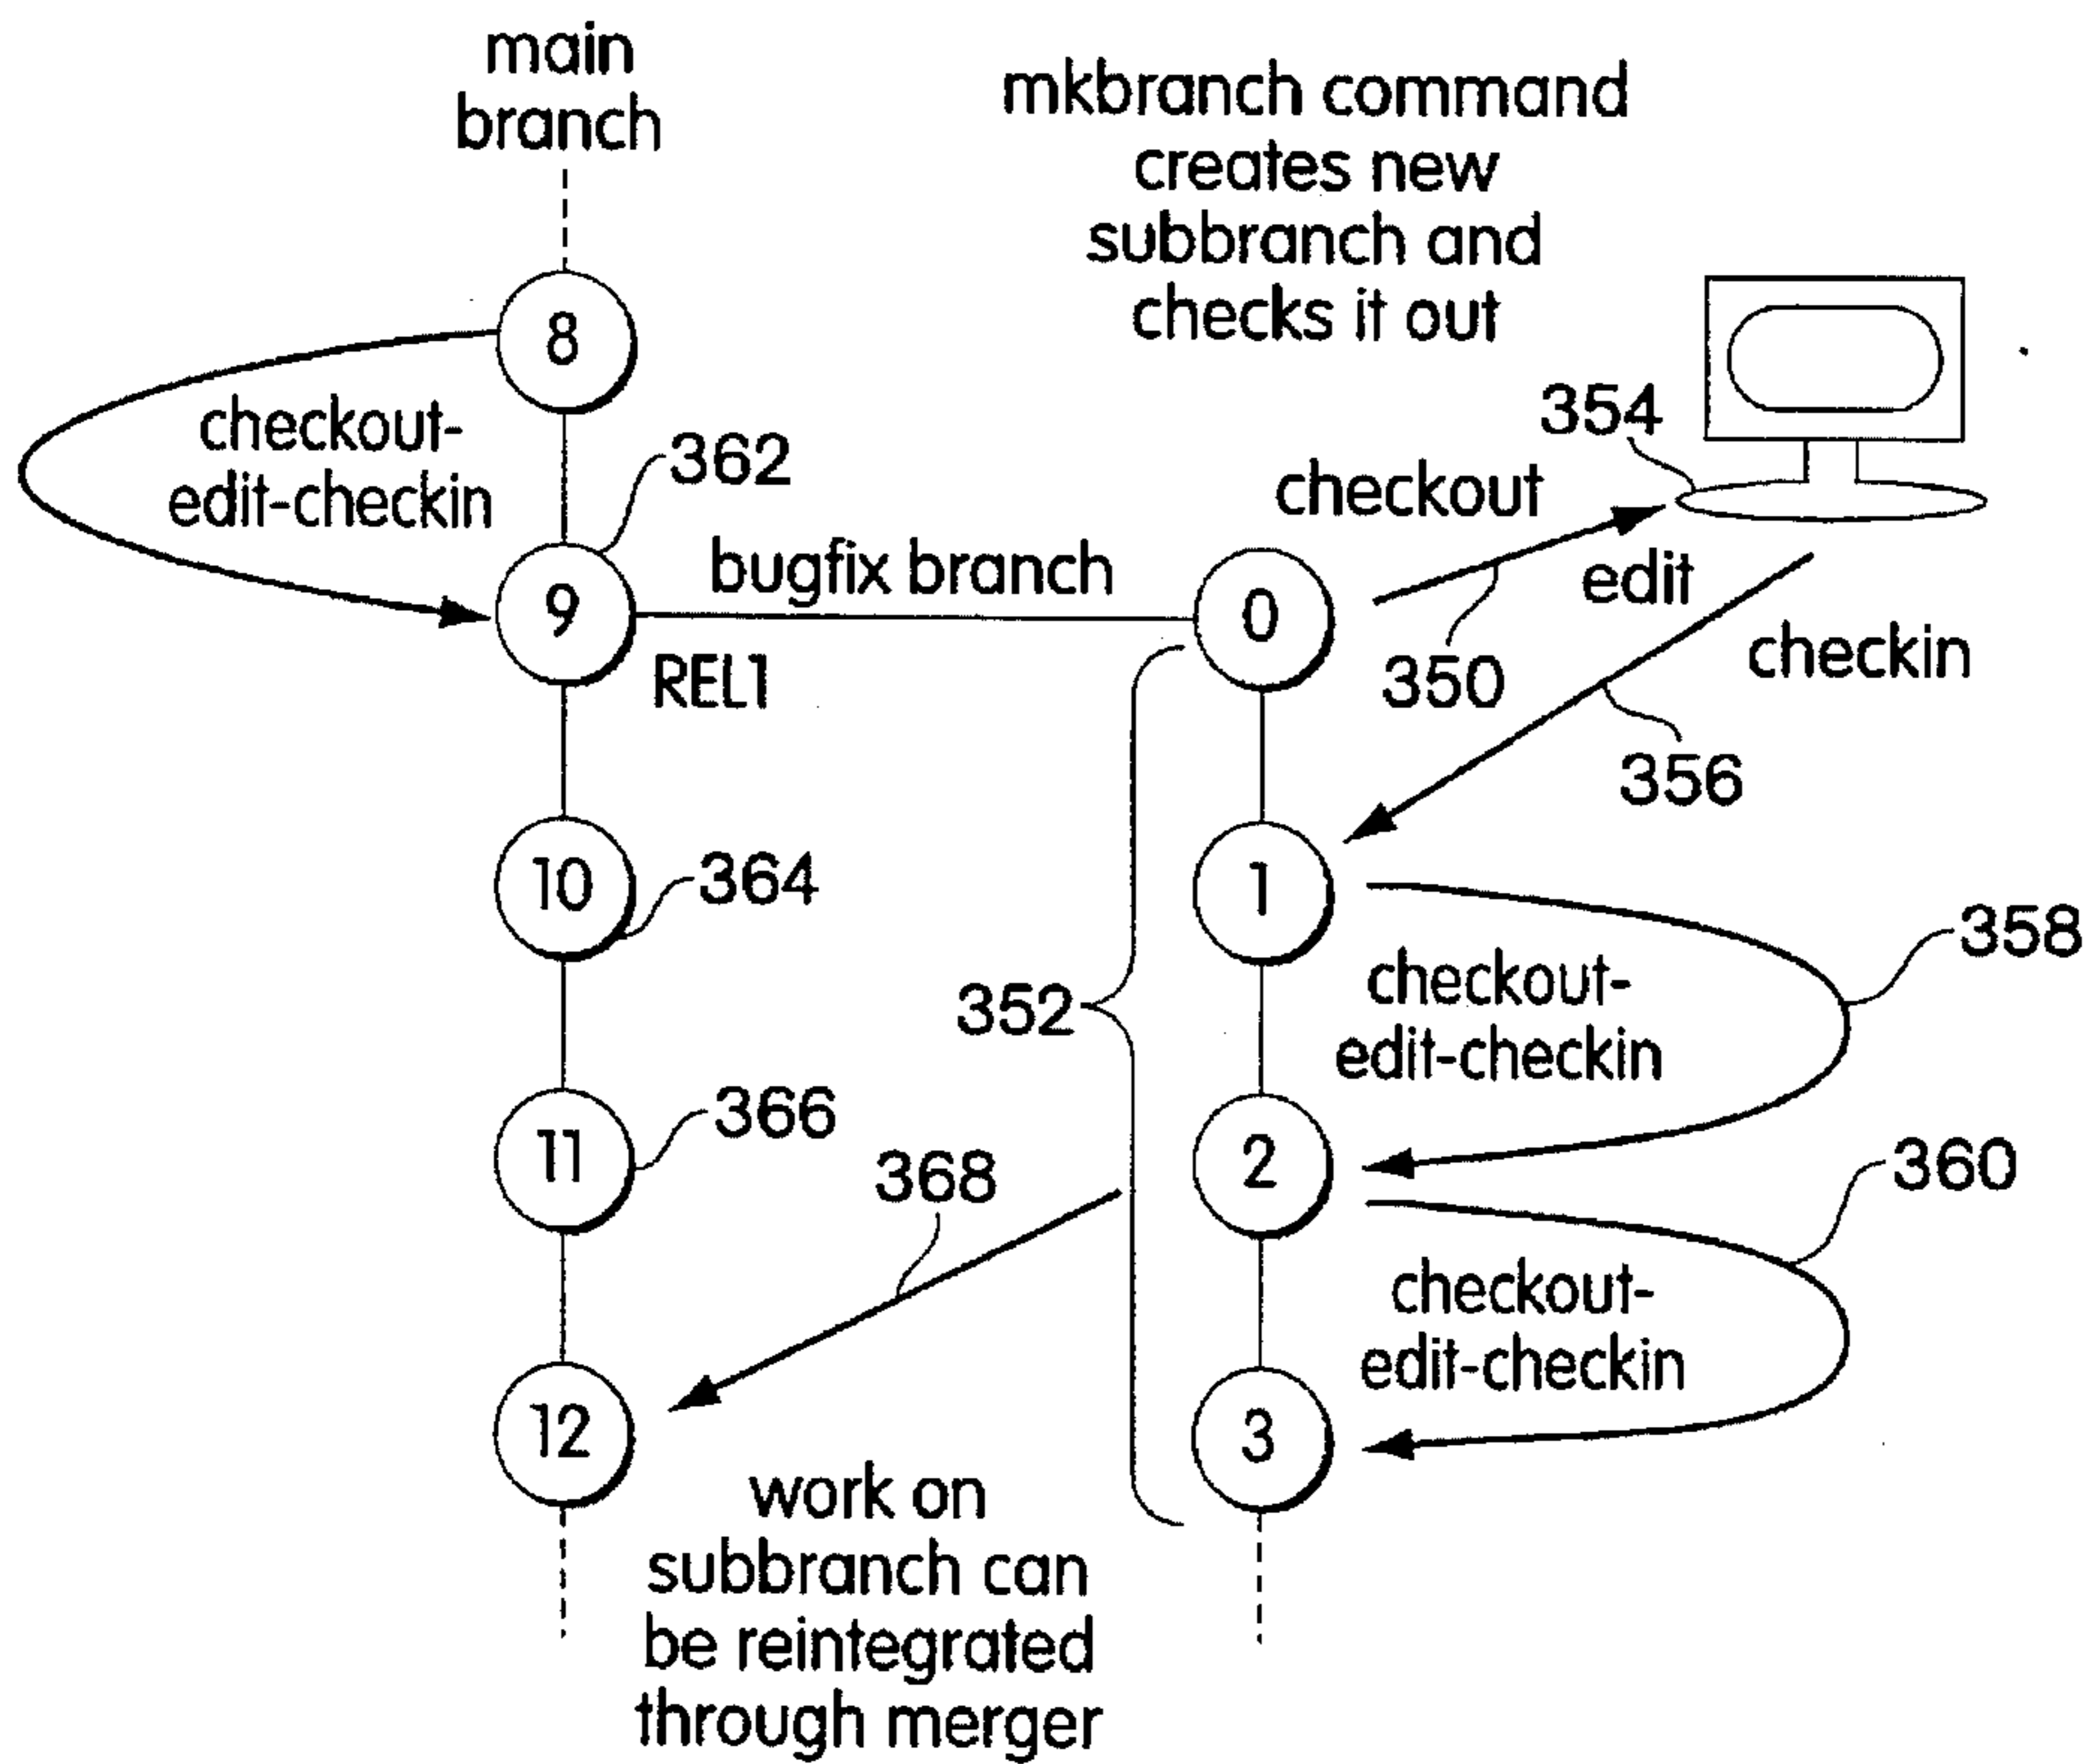 main
branch
mkbranch command
creates new
subbranch and
checks it out
8
checkout-
edit-checkin
362
354
checkout
9
bugfix branch
0
edit
REL1
350
checkin
356
10
364
1
358
352
checkout-
edit-checkin
11
366
2
368
360
checkout-
edit-checkin
12
3
work on
subbranch can
be reintegrated
through merger